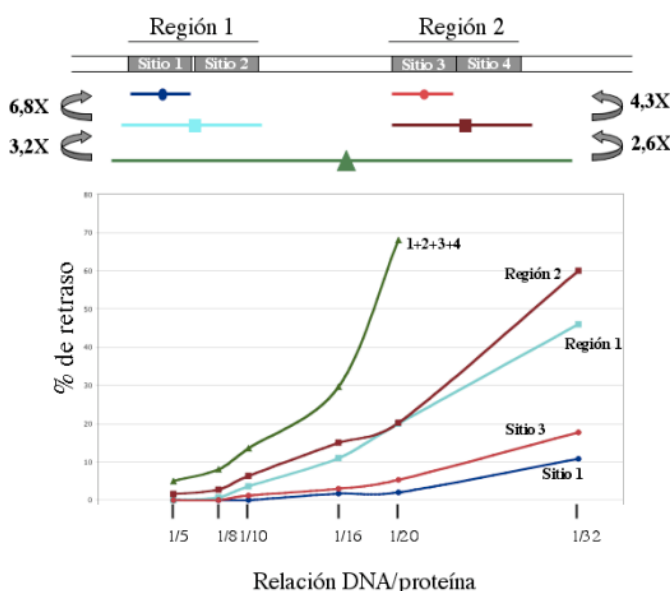 Región 1 Región 2
Sitio 1 Sitio 2 Sitio 3 Sitio 4
6,8X 4,3X
3,2X 2,6X
80
70
60
50
40
30
20
10
0
% de retraso
1+2+3+4
Región 2
Región 1
Sitio 3
Sitio 1
1/5 1/8 1/10 1/16 1/20 1/32
Relación DNA/proteína